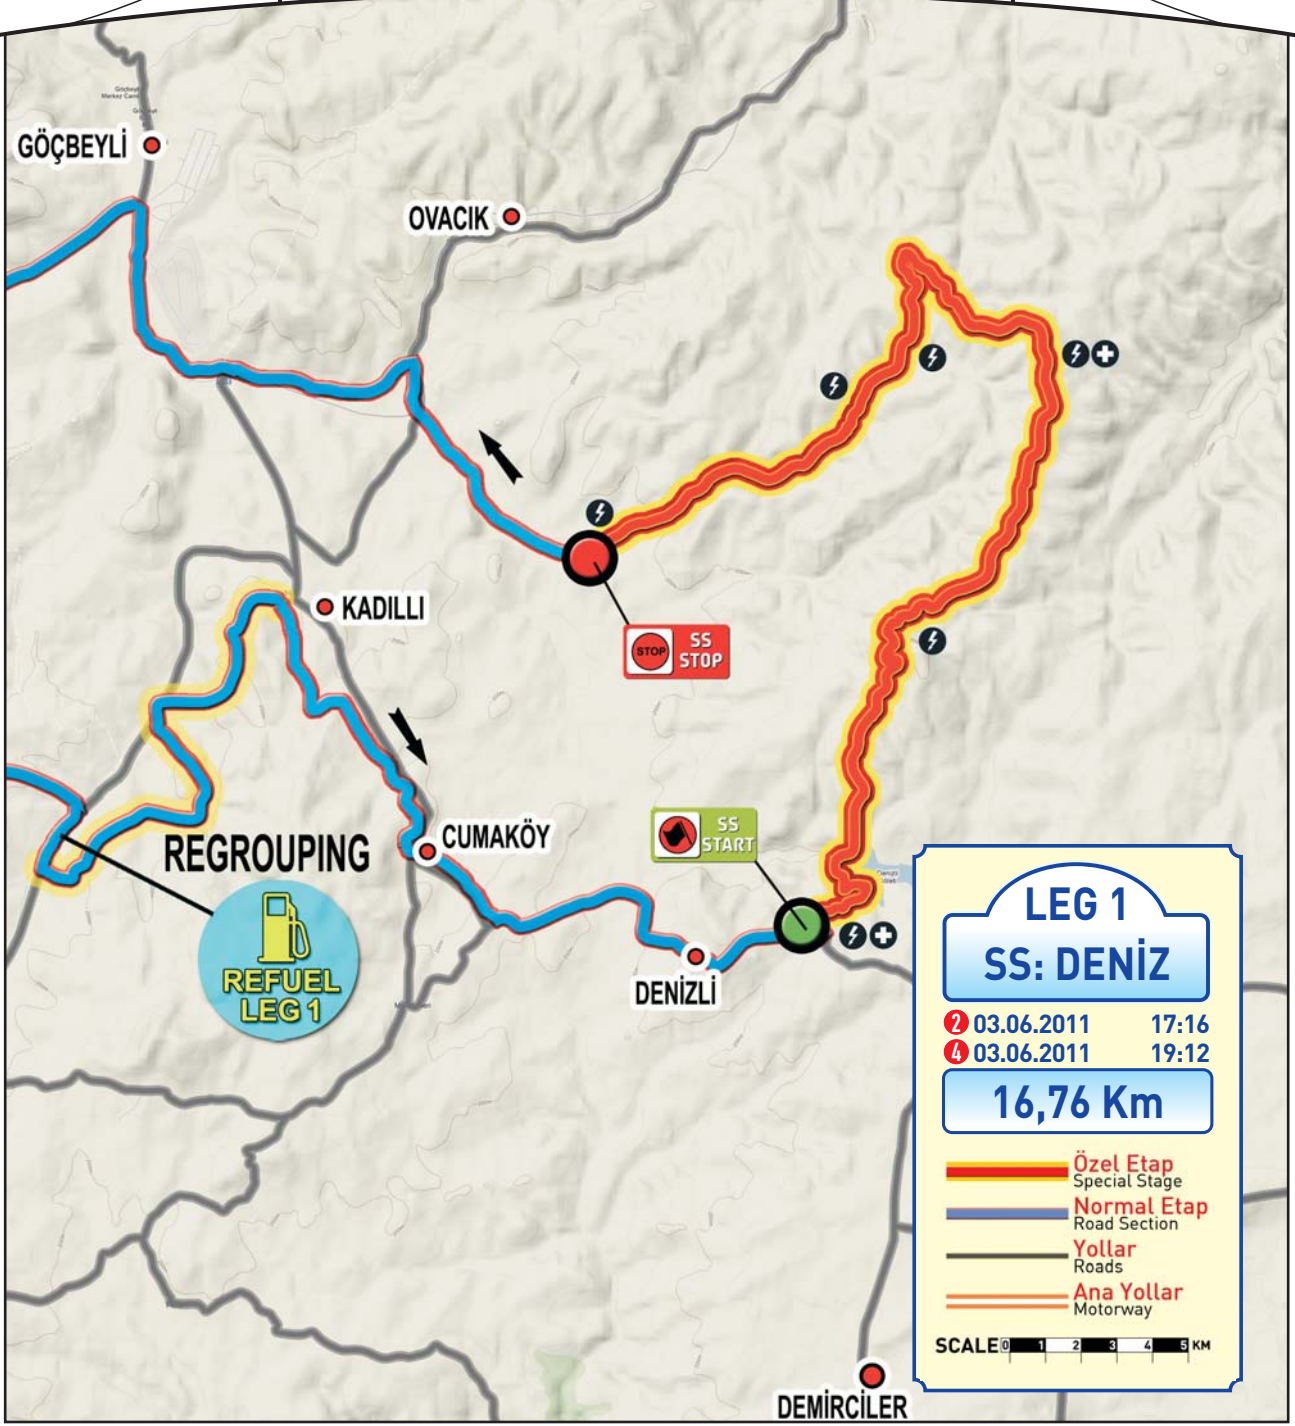 GÖÇBEYLİ
OVACIK
KADILLI
STOP
SS
STOP
SS
START
CUMAKÖY
REGROUPING
REFUEL
LEG 1
DENİZLİ
DEMİRCİLER
LEG 1
SS: DENİZ
2 03.06.2011 17:16
4 03.06.2011 19:12
16,76 Km
Özel Etap
Special Stage
Normal Etap
Road Section
Yollar
Roads
Ana Yollar
Motorway
SCALE 0 1 2 3 4 5 KM